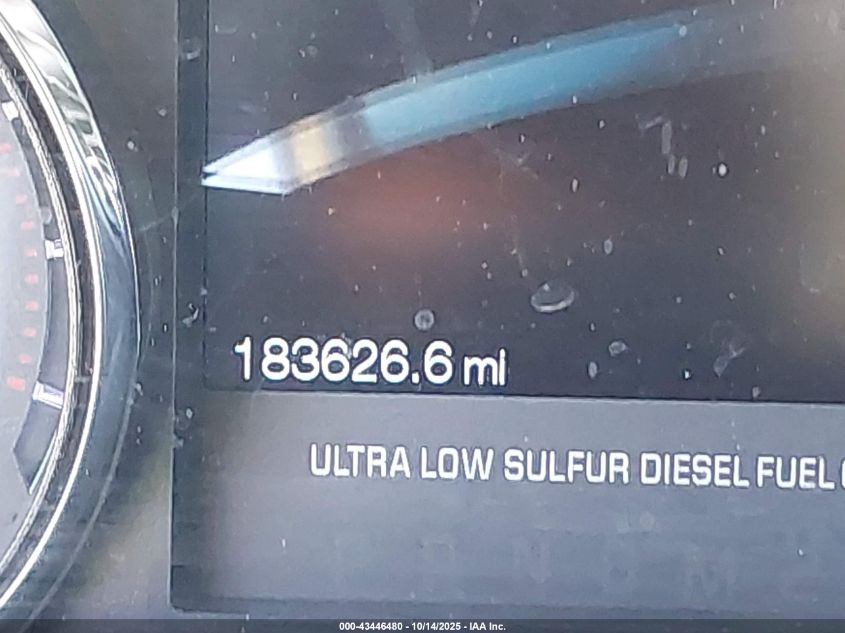 183626.6 mi
ULTRA LOW SULFUR DIESEL FUEL
000-43446480 - 10/14/2025 - IAA Inc.